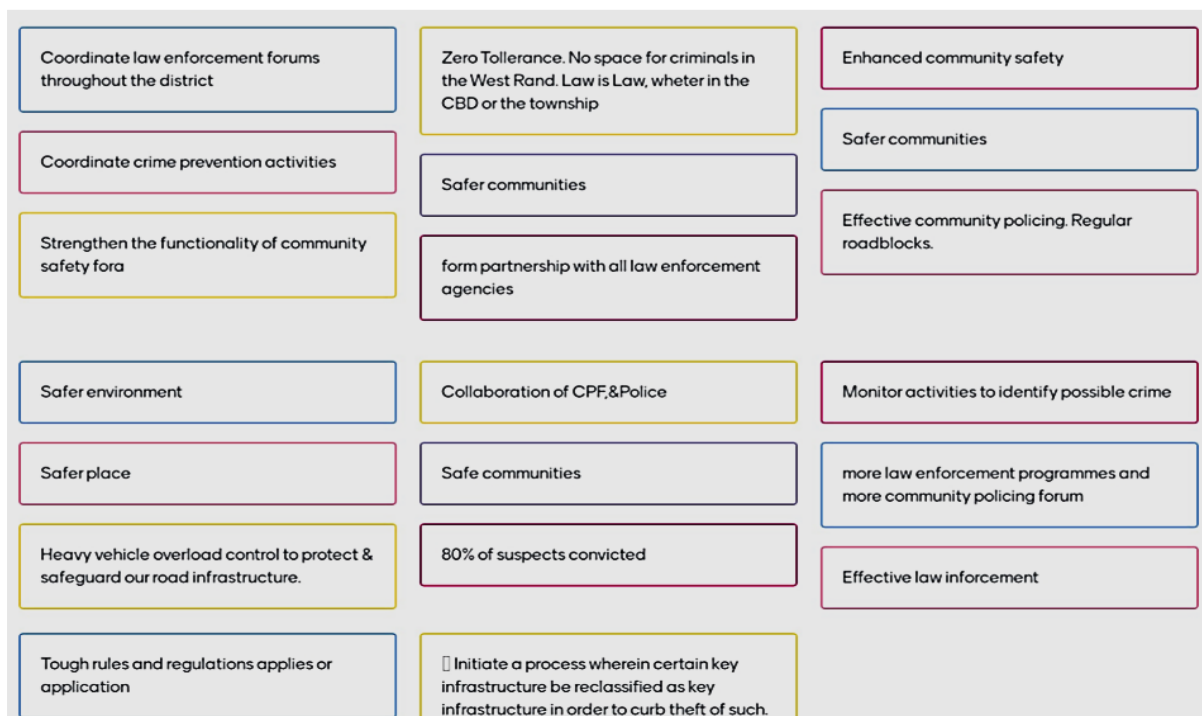 Coordinate law enforcement forums
throughout the district
Coordinate crime prevention activities
Strengthen the functionality of community
safety fora
Zero Tollerance. No space for criminals in
the West Rand. Law is Law, wheter in the
CBD or the township
Safer communities
form partnership with all law enforcement
agencies
Enhanced community safety
Safer communities
Effective community policing. Regular
roadblocks.
Safer environment
Safer place
Heavy vehicle overload control to protect &
safeguard our road infrastructure.
Tough rules and regulations applies or
application
Collaboration of CPF,&Police
Safe communities
80% of suspects convicted
Initiate a process wherein certain key
infrastructure be reclassified as key
infrastructure in order to curb theft of such.
Monitor activities to identify possible crime
more law enforcement programmes and
more community policing forum
Effective law inforcement